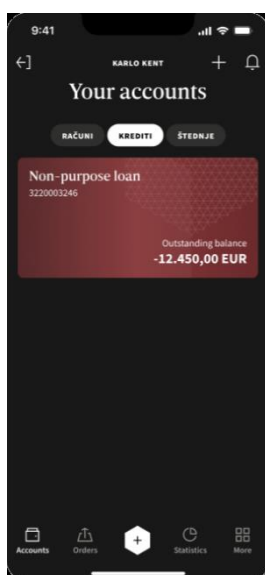 9:41
KARLO KENT
Your accounts
RAČUNI KREDITI ŠTEDNJE
Non-purpose loan
3220003246
Outstanding balance
-12.450,00 EUR
Accounts Orders Statistics More